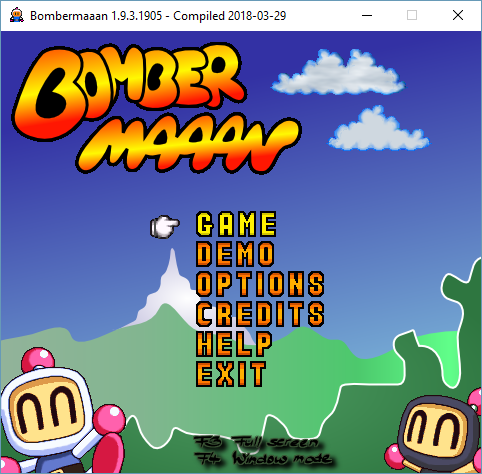 Bombermaaan 1.9.3.1905 - Compiled 2018-03-29
BOMBER
MAAAN
GAME
DEMO
OPTIONS
CREDITS
HELP
EXIT
F3: Full screen
F4: Window mode